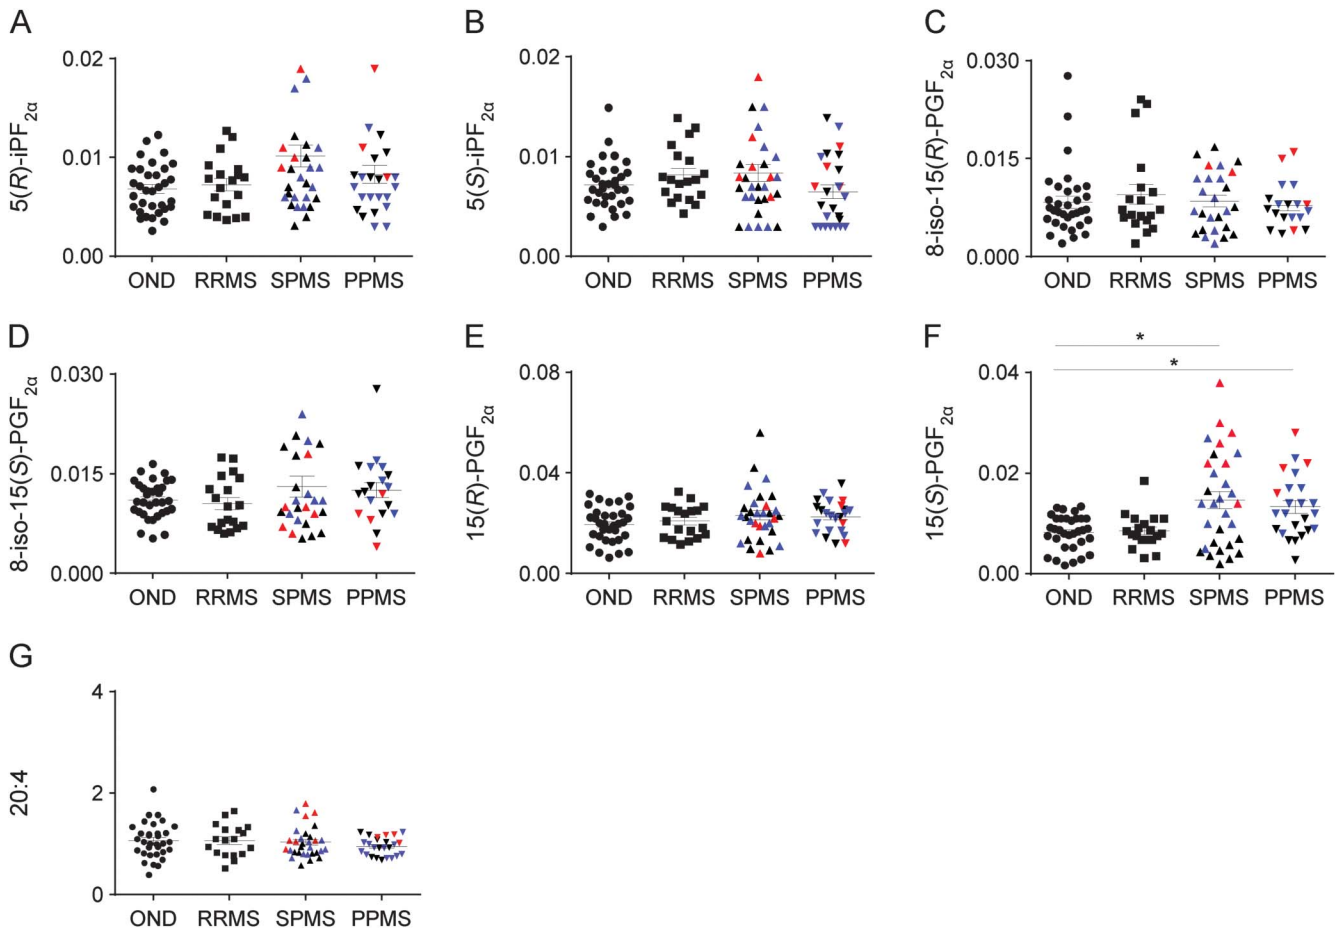 A
5(R)-iPF2α
0.02
0.01
0.00
OND RRMS SPMS PPMS
B
5(S)-iPF2α
0.02
0.01
0.00
OND RRMS SPMS PPMS
C
8-iso-15(R)-PGF2α
0.030
0.015
0.000
OND RRMS SPMS PPMS
D
8-iso-15(S)-PGF2α
0.030
0.015
0.000
OND RRMS SPMS PPMS
E
15(R)-PGF2α
0.08
0.04
0.00
OND RRMS SPMS PPMS
F
15(S)-PGF2α
*
*
0.04
0.02
0.00
OND RRMS SPMS PPMS
G
20:4
4
2
0
OND RRMS SPMS PPMS